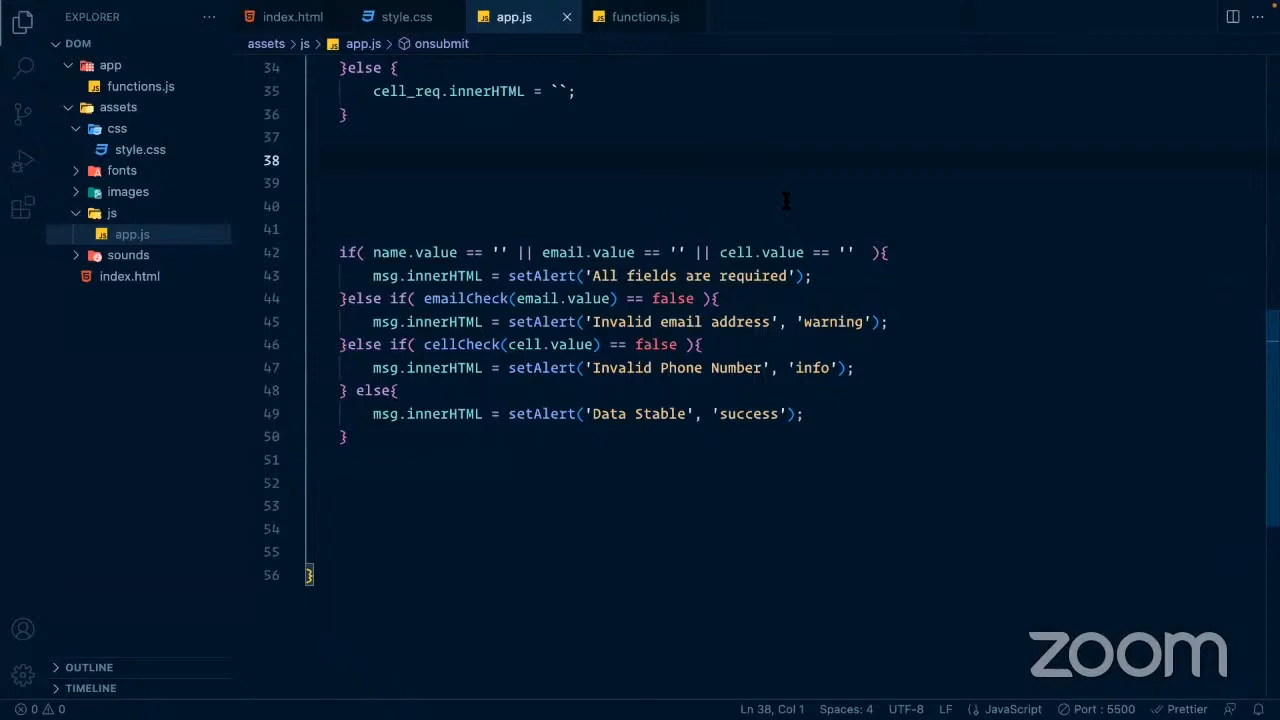 EXPLORER
index.html
style.css
app.js
functions.js
DOM
assets > js > app.js > onsubmit
app
functions.js
assets
css
style.css
fonts
images
js
app.js
sounds
index.html
34 }else {
35 cell_req.innerHTML = ``;
36 }
37
38
39
40
41
42 if( name.value == '' || email.value == '' || cell.value == ''  ){
43 msg.innerHTML = setAlert('All fields are required');
44 }else if( emailCheck(email.value) == false ){
45 msg.innerHTML = setAlert('Invalid email address', 'warning');
46 }else if( cellCheck(cell.value) == false ){
47 msg.innerHTML = setAlert('Invalid Phone Number', 'info');
48 } else{
49 msg.innerHTML = setAlert('Data Stable', 'success');
50 }
51
52
53
54
55
56 }
OUTLINE
TIMELINE
zoom
0 0
Ln 38, Col 1 Spaces: 4 UTF-8 LF JavaScript Port : 5500 Prettier